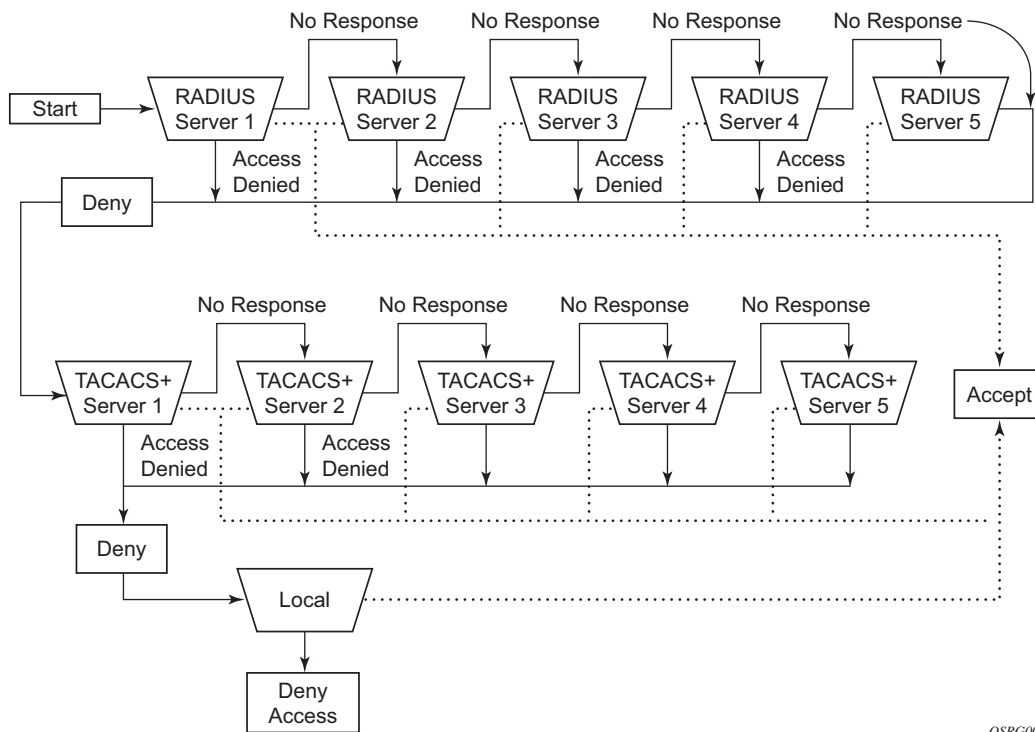 No Response
No Response
No Response
No Response
No Response
Start
RADIUS
Server 1
RADIUS
Server 2
RADIUS
Server 3
RADIUS
Server 4
RADIUS
Server 5
Access
Denied
Access
Denied
Access
Denied
Access
Denied
Deny
No Response
No Response
No Response
No Response
TACACS+
Server 1
TACACS+
Server 2
TACACS+
Server 3
TACACS+
Server 4
TACACS+
Server 5
Accept
Access
Denied
Access
Denied
Deny
Local
Deny
Access